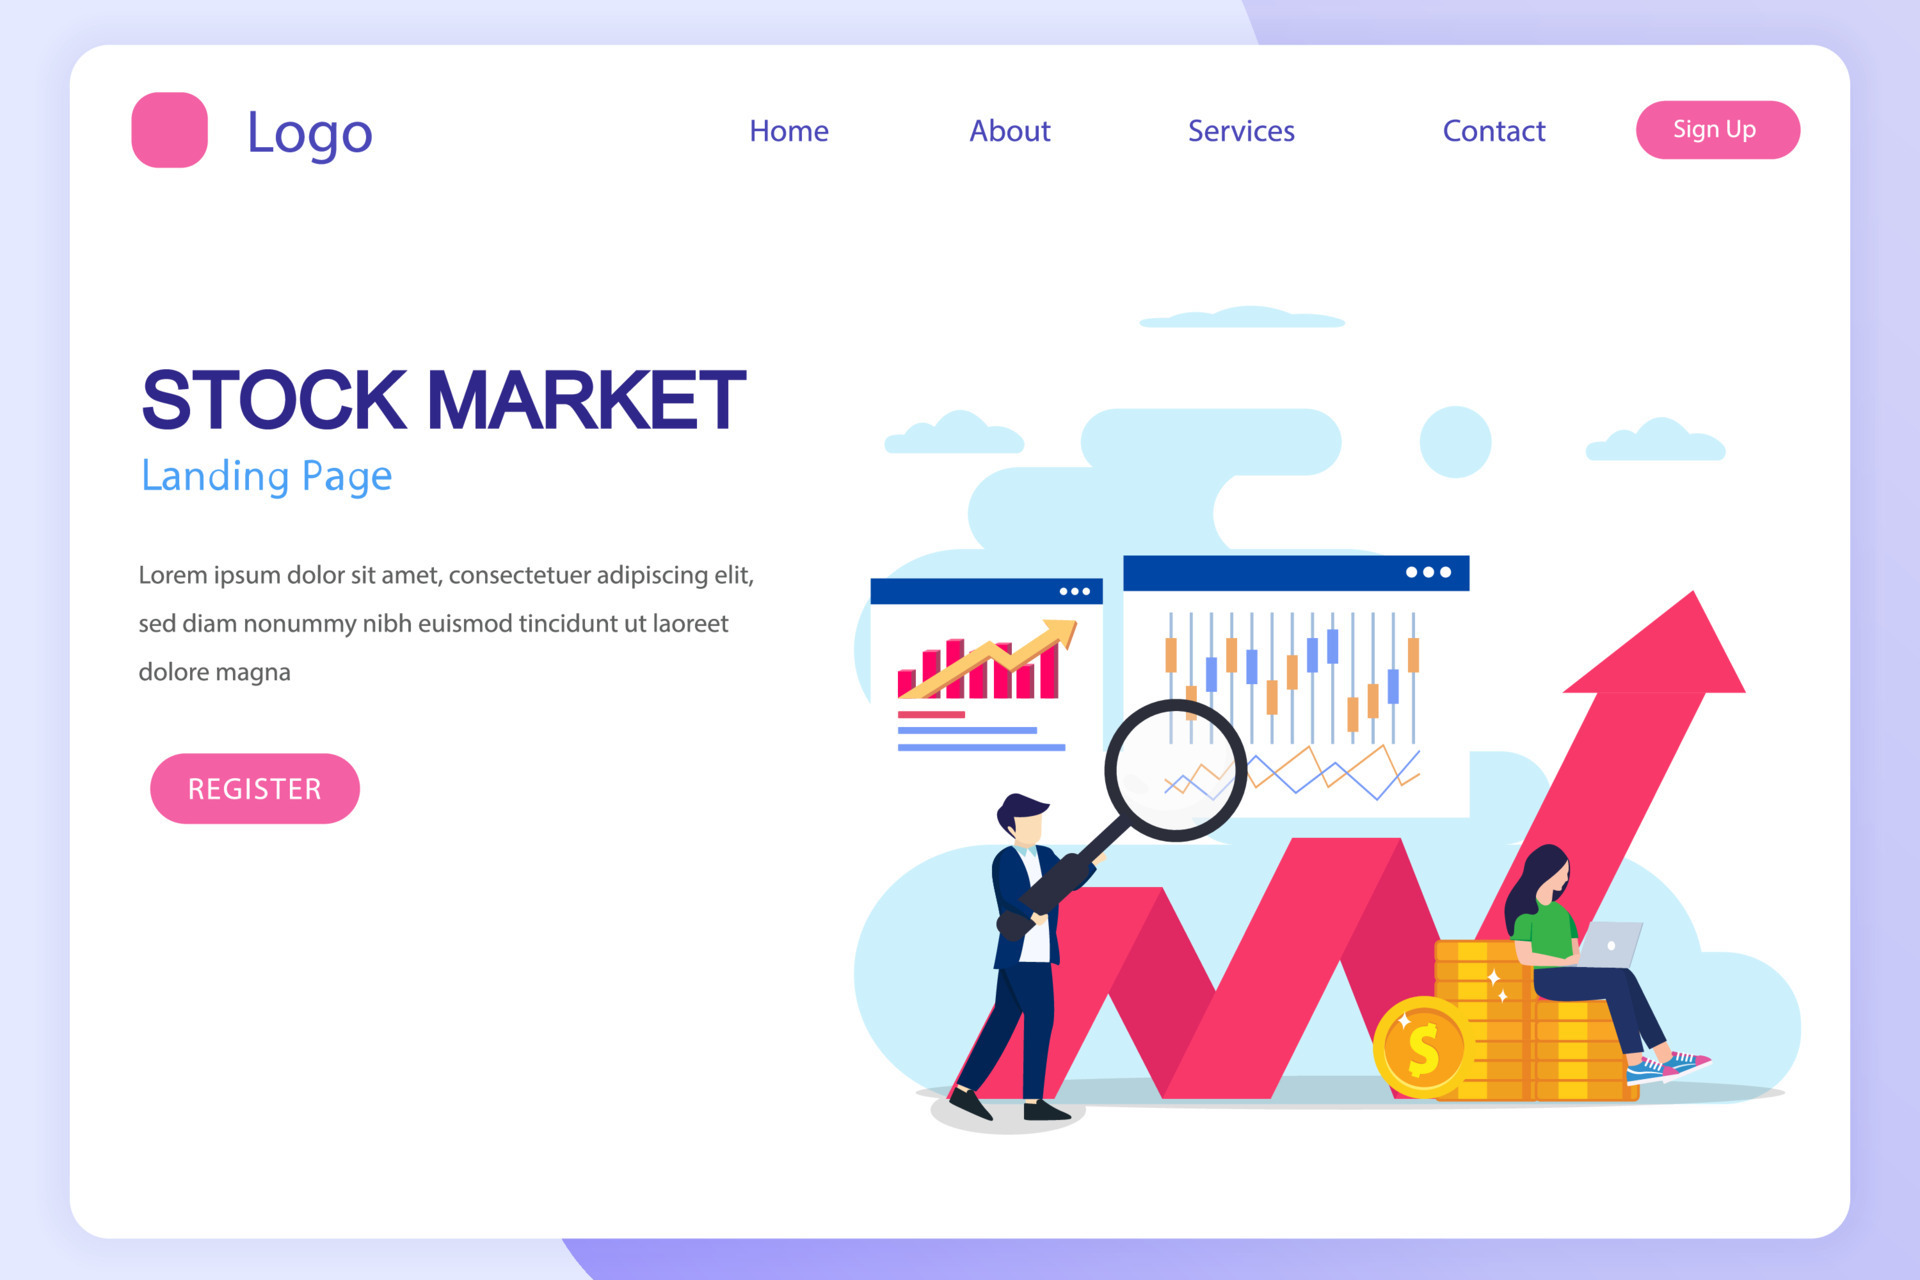 Logo
Home
About
Services
Contact
Sign Up
STOCK MARKET
Landing Page
Lorem ipsum dolor sit amet, consectetuer adipiscing elit,
sed diam nonummy nibh euismod tincidunt ut laoreet
dolore magna
REGISTER
$